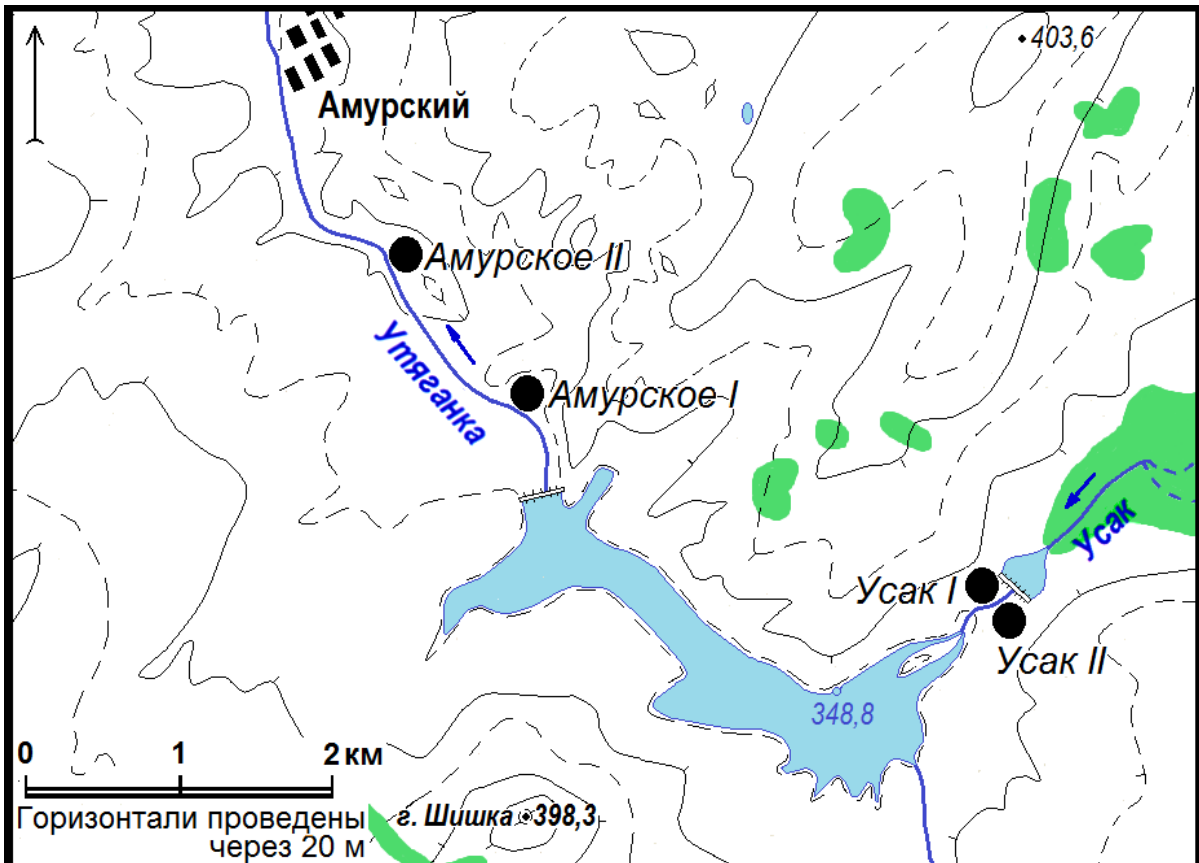 403,6
Амурский
Амурское II
Утяганка
Амурское I
Усак
Усак I
Усак II
348,8
0 1 2 км
г. Шишка 398,3
Горизонтали проведены
через 20 м